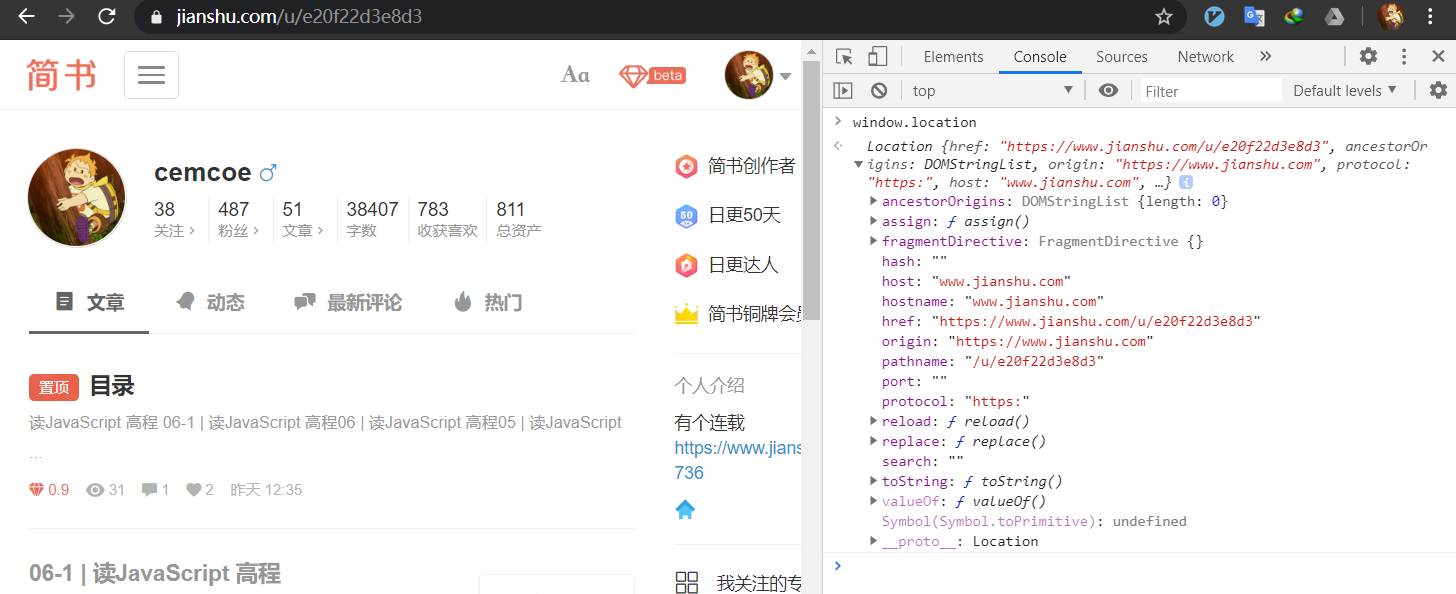 jianshu.com/u/e20f22d3e8d3
简书
Aa
beta
cemcoe
38 487 51 38407 783 811
关注 粉丝 文章 字数 收获喜欢 总资产
文章 动态 最新评论 热门
置顶 目录
读JavaScript 高程 06-1 | 读JavaScript 高程06 | 读JavaScript 高程05 | 读JavaScript
...
0.9 31 1 2 昨天 12:35
06-1 | 读JavaScript 高程
简书创作者
50 日更50天
日更达人
简书铜牌会员
个人介绍
有个连载
https://www.jians
736
我关注的专
Elements Console Sources Network »
top Filter Default levels
window.location
Location {href: "https://www.jianshu.com/u/e20f22d3e8d3", ancestorOr
igins: DOMStringList, origin: "https://www.jianshu.com", protocol:
"https:", host: "www.jianshu.com", …} i
ancestorOrigins: DOMStringList {length: 0}
assign: ƒ assign()
fragmentDirective: FragmentDirective {}
hash: ""
host: "www.jianshu.com"
hostname: "www.jianshu.com"
href: "https://www.jianshu.com/u/e20f22d3e8d3"
origin: "https://www.jianshu.com"
pathname: "/u/e20f22d3e8d3"
port: ""
protocol: "https:"
reload: ƒ reload()
replace: ƒ replace()
search: ""
toString: ƒ toString()
valueOf: ƒ valueOf()
Symbol(Symbol.toPrimitive): undefined
__proto__: Location